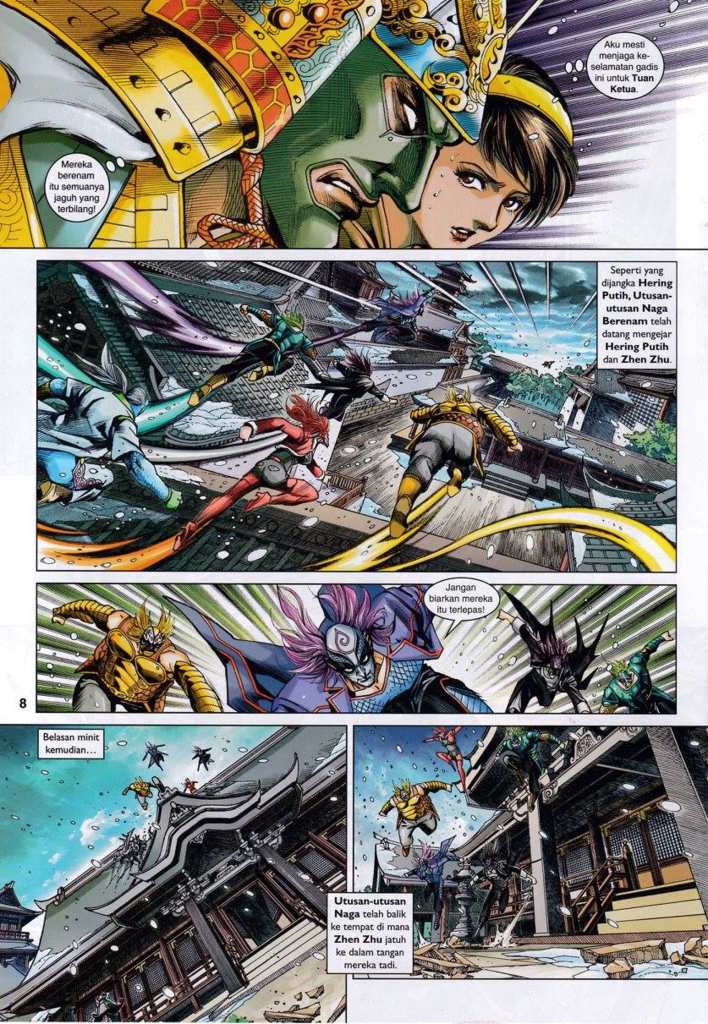 Aku mesti
menjaga ke-
selamatan gadis
ini untuk Tuan
Ketua.
Mereka
berenam
itu semuanya
jaguh yang
terbilang!
Seperti yang
dijangka Hering
Putih, Utusan-
utusan Naga
Berenam telah
datang mengejar
Hering Putih
dan Zhen Zhu.
Jangan
biarkan mereka
itu terlepas!
8
Belasan minit
kemudian...
Utusan-utusan
Naga telah balik
ke tempat di mana
Zhen Zhu jatuh
ke dalam tangan
mereka tadi.